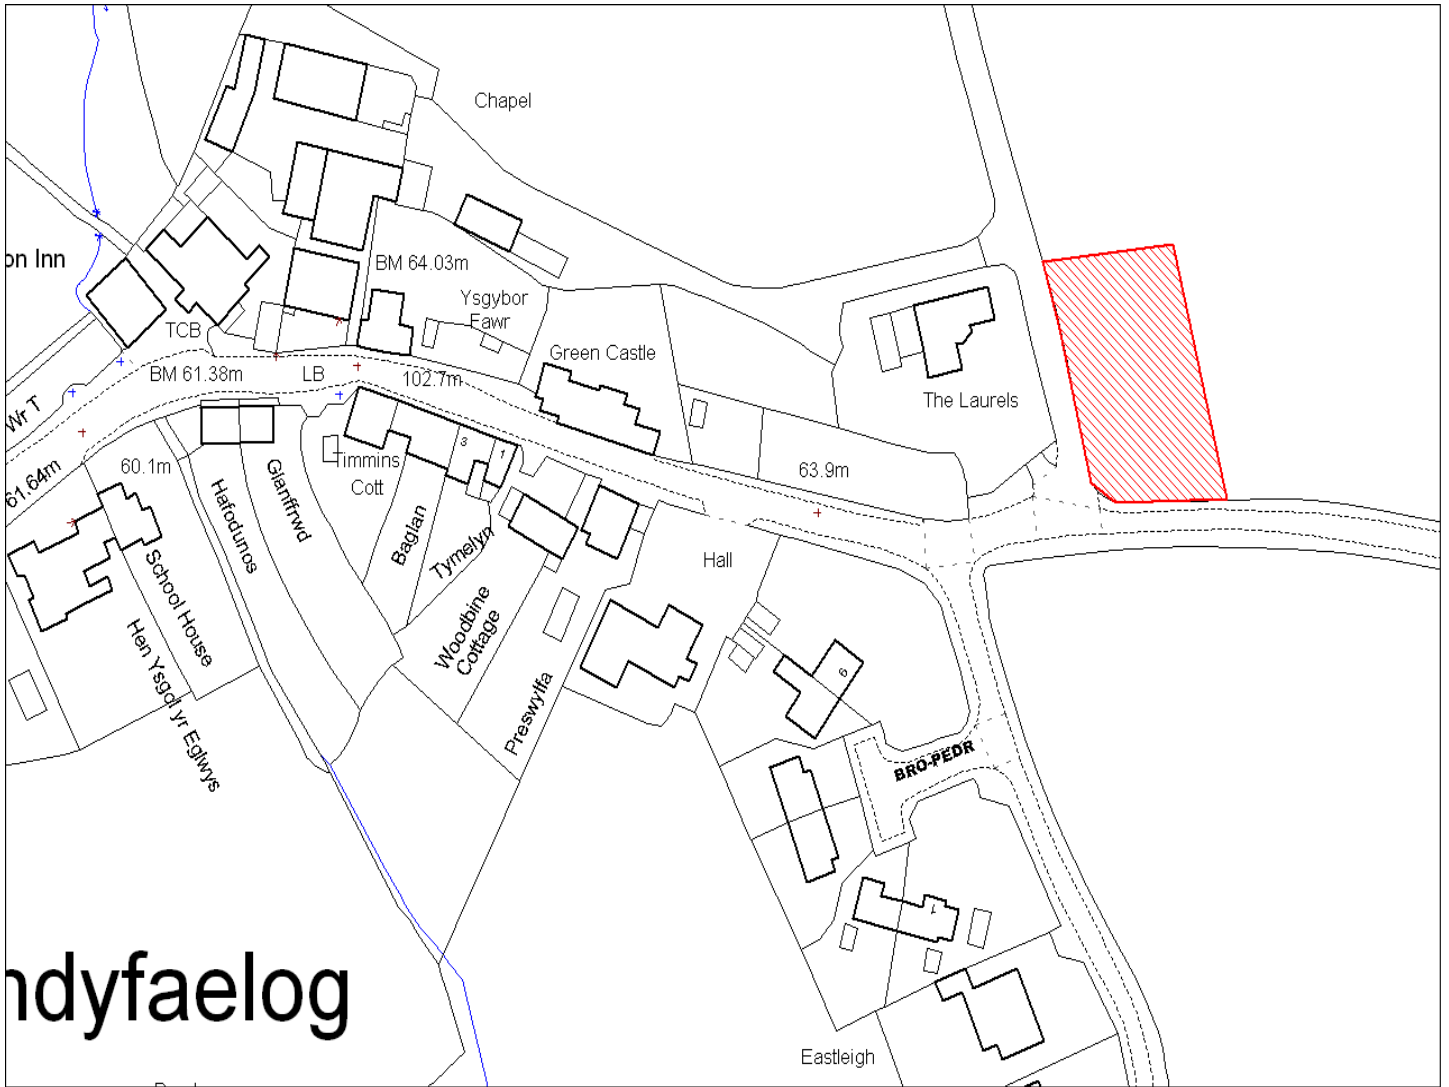 Chapel
on Inn
BM 64.03m
Ysgybor
Fawr
TCB
Green Castle
BM 61.38m
LB
102.7m
The Laurels
Wr T
61.64m
60.1m
Timmins
Cott
3
1
63.9m
Hafodunos
Glanffrwd
Baglan
Tymelyn
School House
Hen Ysgol yr Eglwys
Woodbine
Cottage
Preswylfa
Hall
6
BRO-PEDR
1
ndyfaelog
Eastleigh